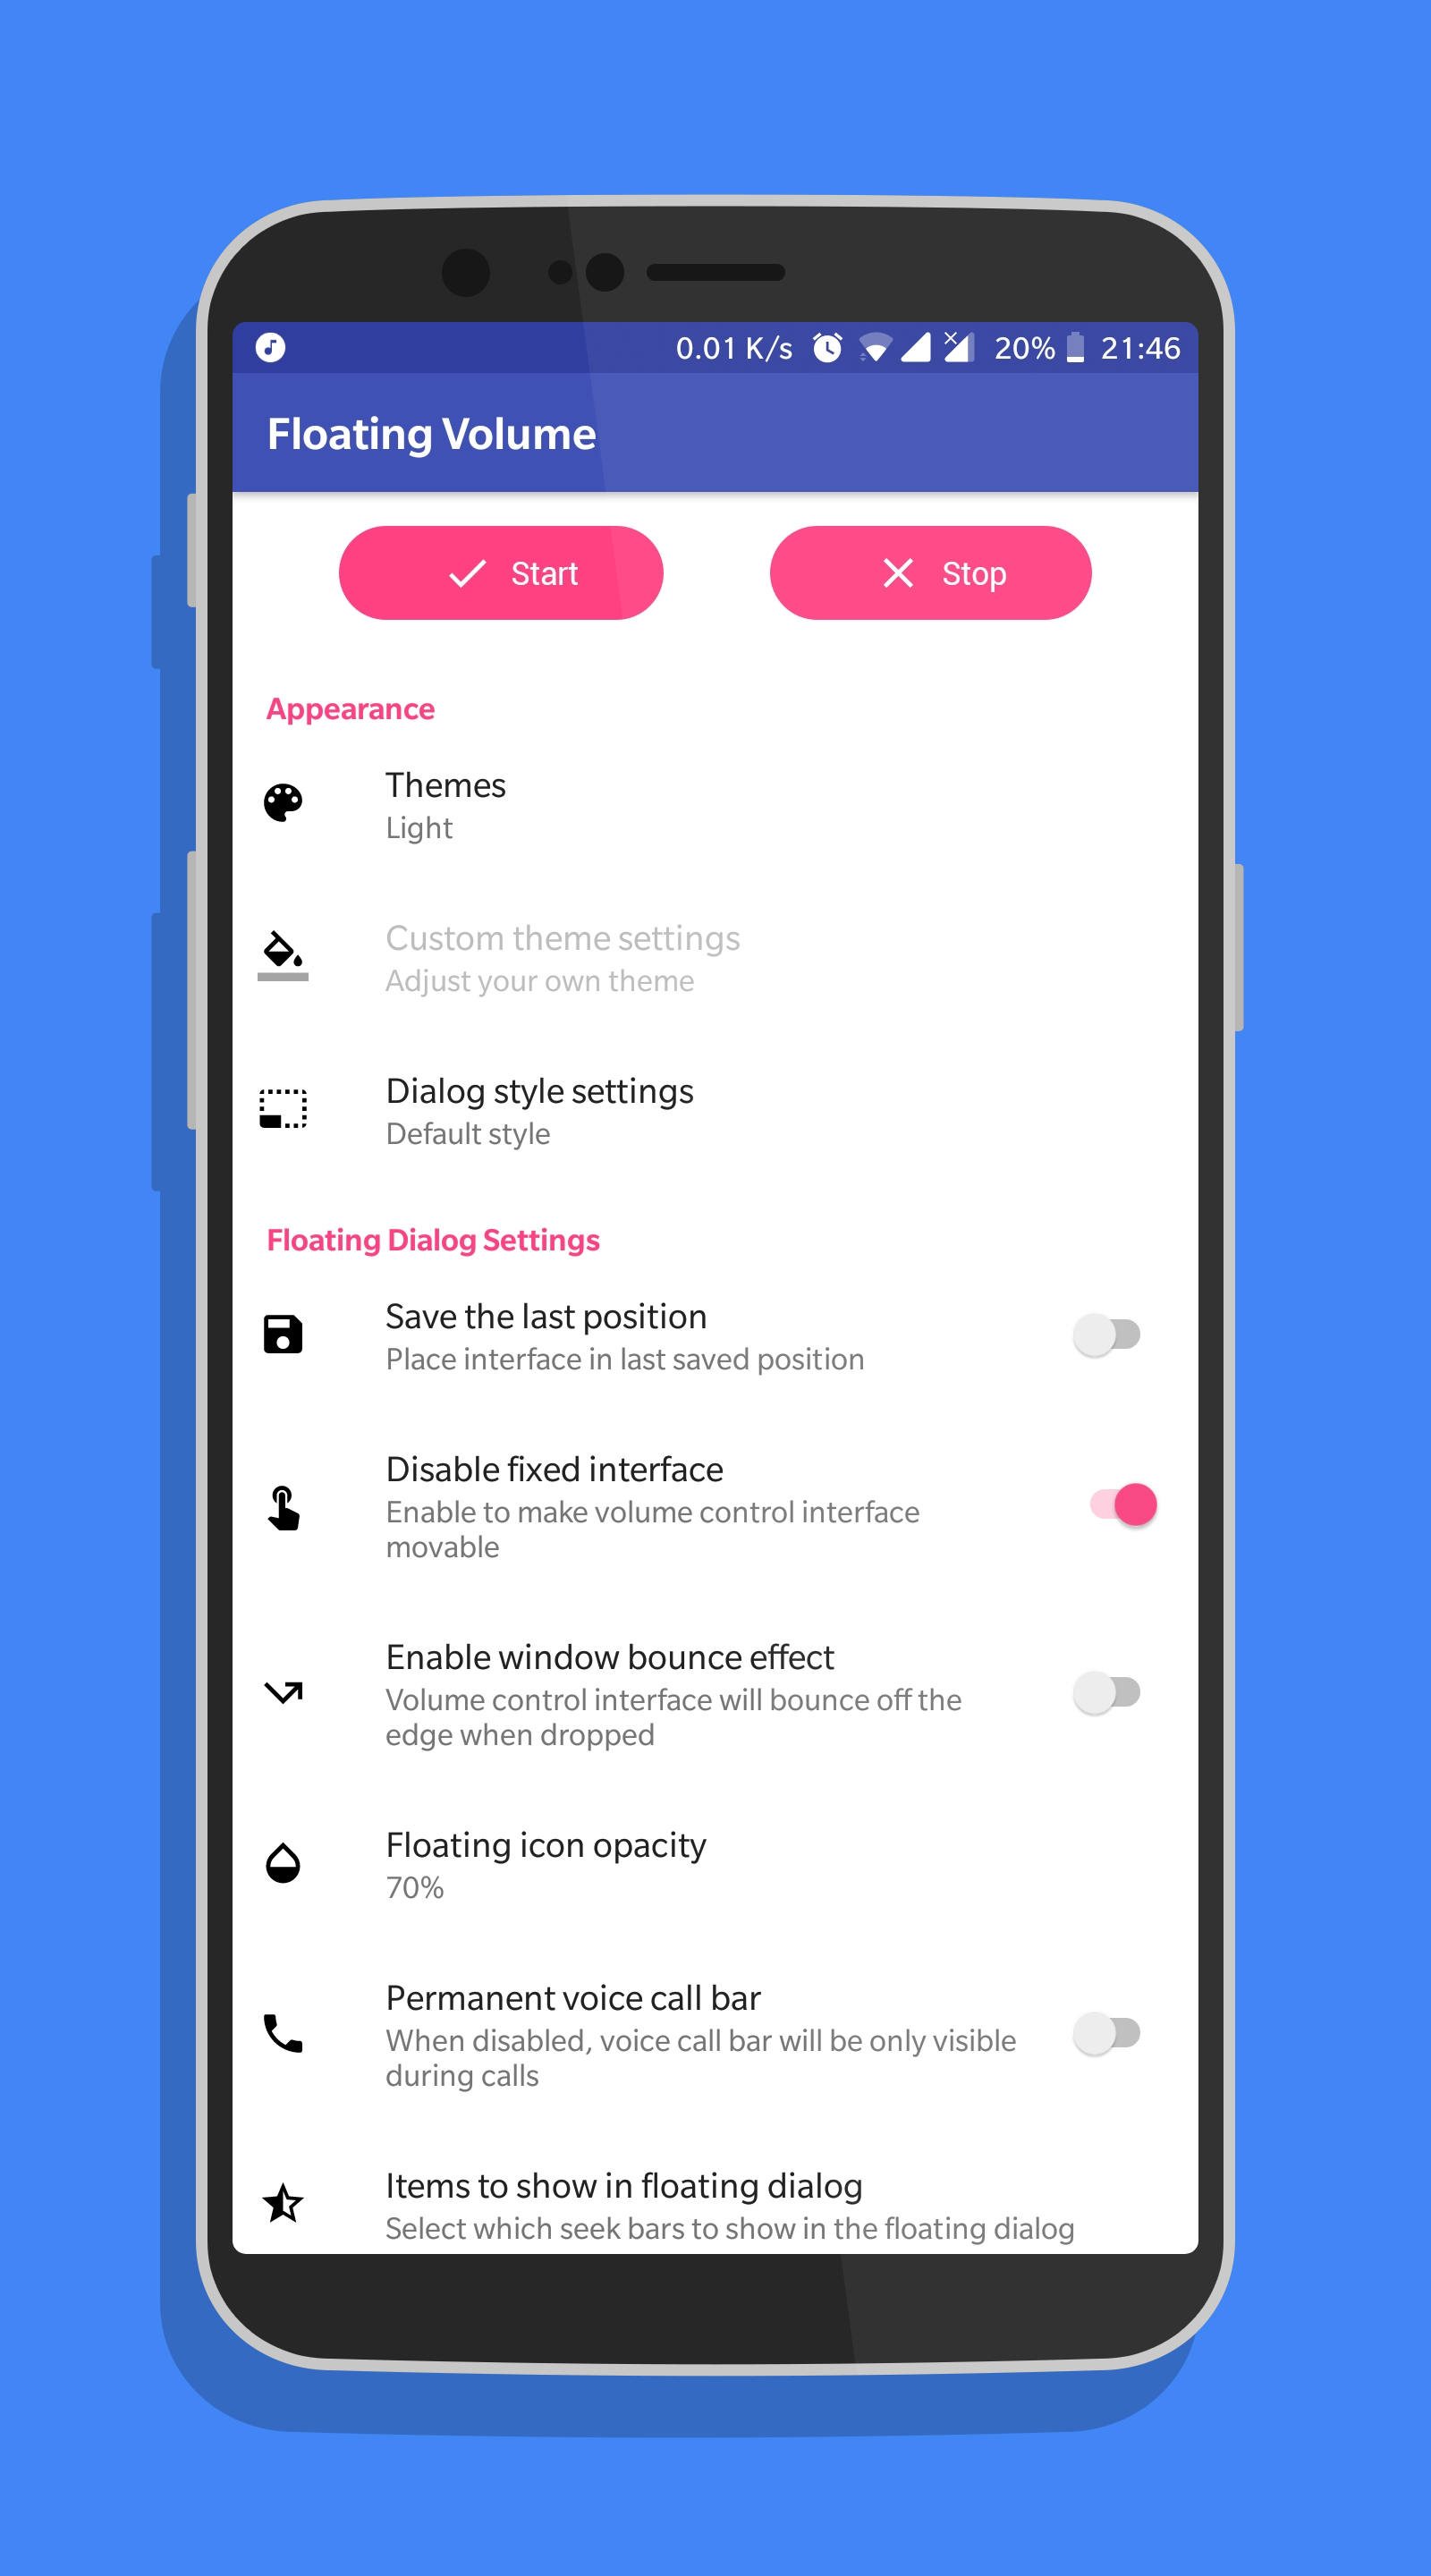 0.01 K/s 20% 21:46
Floating Volume
Start Stop
Appearance
Themes
Light
Custom theme settings
Adjust your own theme
Dialog style settings
Default style
Floating Dialog Settings
Save the last position
Place interface in last saved position
Disable fixed interface
Enable to make volume control interface
movable
Enable window bounce effect
Volume control interface will bounce off the
edge when dropped
Floating icon opacity
70%
Permanent voice call bar
When disabled, voice call bar will be only visible
during calls
Items to show in floating dialog
Select which seek bars to show in the floating dialog